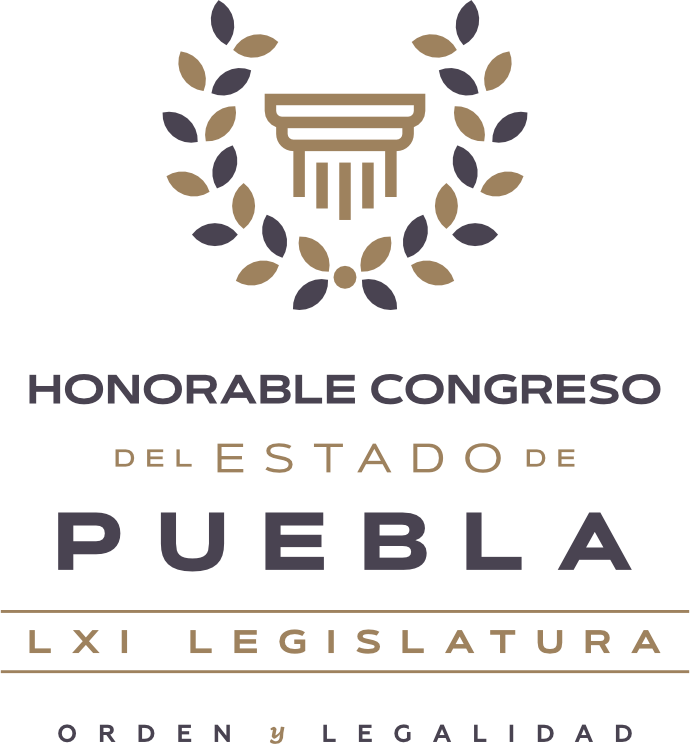 HONORABLE CONGRESO
DEL ESTADO DE
PUEBLA
LXI LEGISLATURA
ORDEN y LEGALIDAD